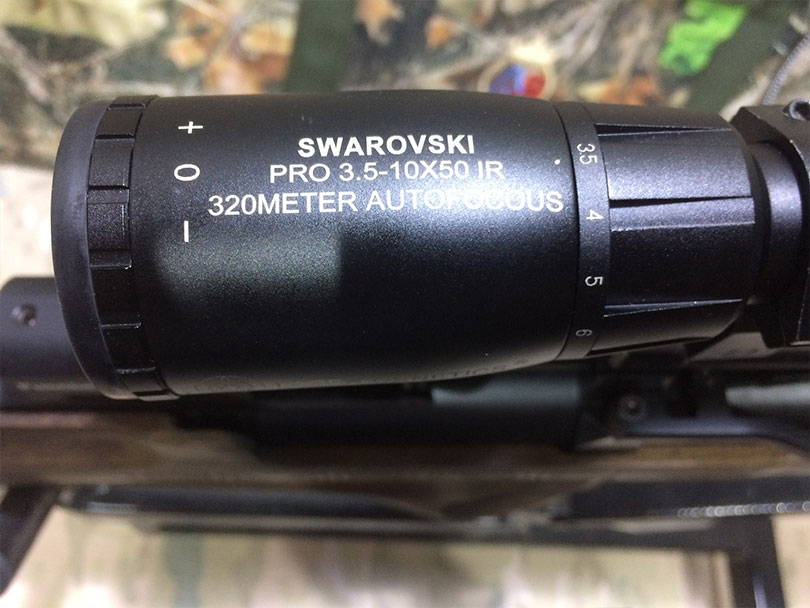 SWAROVSKI
PRO 3.5-10X50 IR
320METER AUTOFOCOUS
+ 0 -
3.5
4
5
6